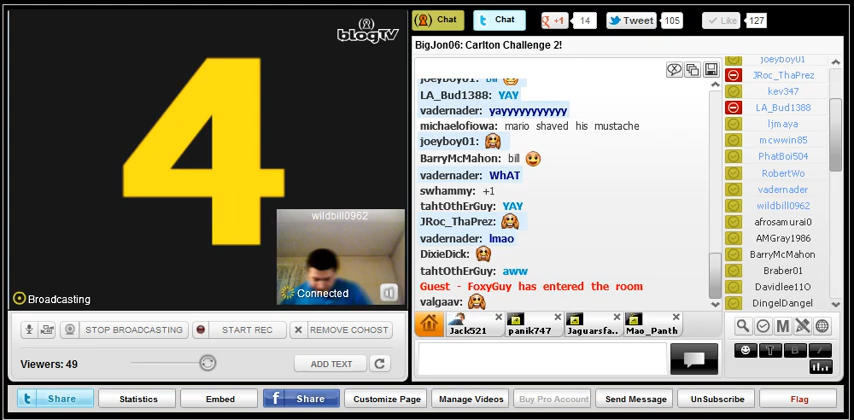 4
blogTV
wildbill0962
Connected
Broadcasting
STOP BROADCASTING
START REC
REMOVE COHOST
Viewers: 49
ADD TEXT
Chat
Chat
+1
14
Tweet
105
Like
127
BigJon06: Carlton Challenge 2!
joeyboy01: bill
LA_Bud1388: YAY
vadernader: yayyyyyyyyyy
michaelofiowa: mario shaved his mustache
joeyboy01:
BarryMcMahon: bill
vadernader: WhAT
swhammy: +1
tahtOthErGuy: YAY
JRoc_ThaPrez:
vadernader: lmao
DixieDick:
tahtOthErGuy: aww
Guest - FoxyGuy has entered the room
valgaav:
joeyboy01
JRoc_ThaPrez
kev347
LA_Bud1388
ljmaya
mcwwin85
PhatBoi504
RobertWo
vadernader
wildbill0962
afrosamurai0
AMGray1986
BarryMcMahon
Braber01
Davidlee11O
DingelDangel
Jack521
panik747
Jaguarsfa..
Mao_Panth
M
T
B
I
Share
Statistics
Embed
Share
Customize Page
Manage Videos
Buy Pro Account
Send Message
UnSubscribe
Flag